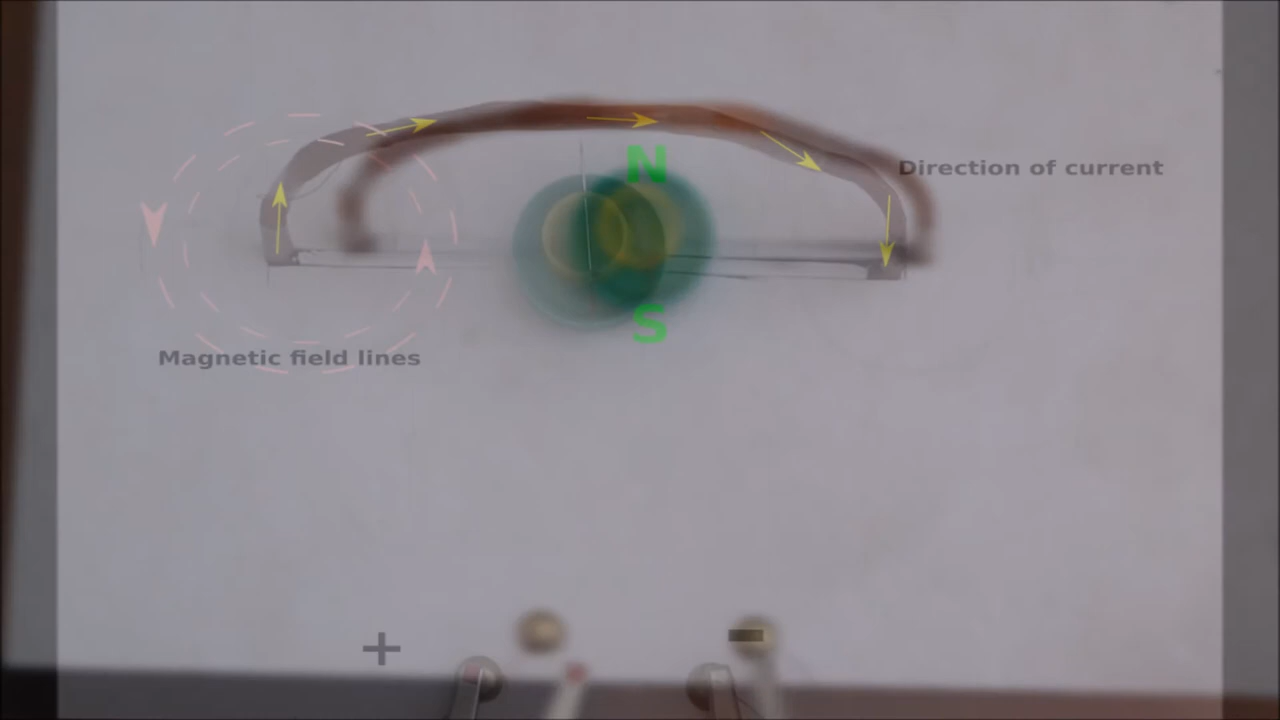 N
Direction of current
S
Magnetic field lines
+ -